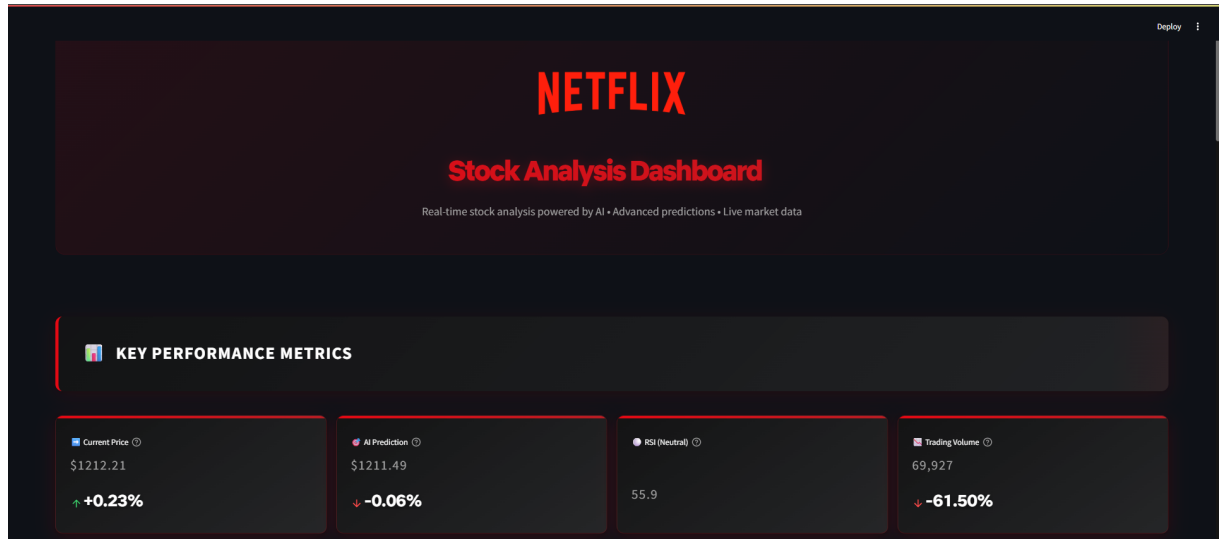 Deploy
NETFLIX
Stock Analysis Dashboard
Real-time stock analysis powered by AI • Advanced predictions • Live market data
KEY PERFORMANCE METRICS
Current Price
$1212.21
+0.23%
AI Prediction
$1211.49
-0.06%
RSI (Neutral)
55.9
Trading Volume
69,927
-61.50%